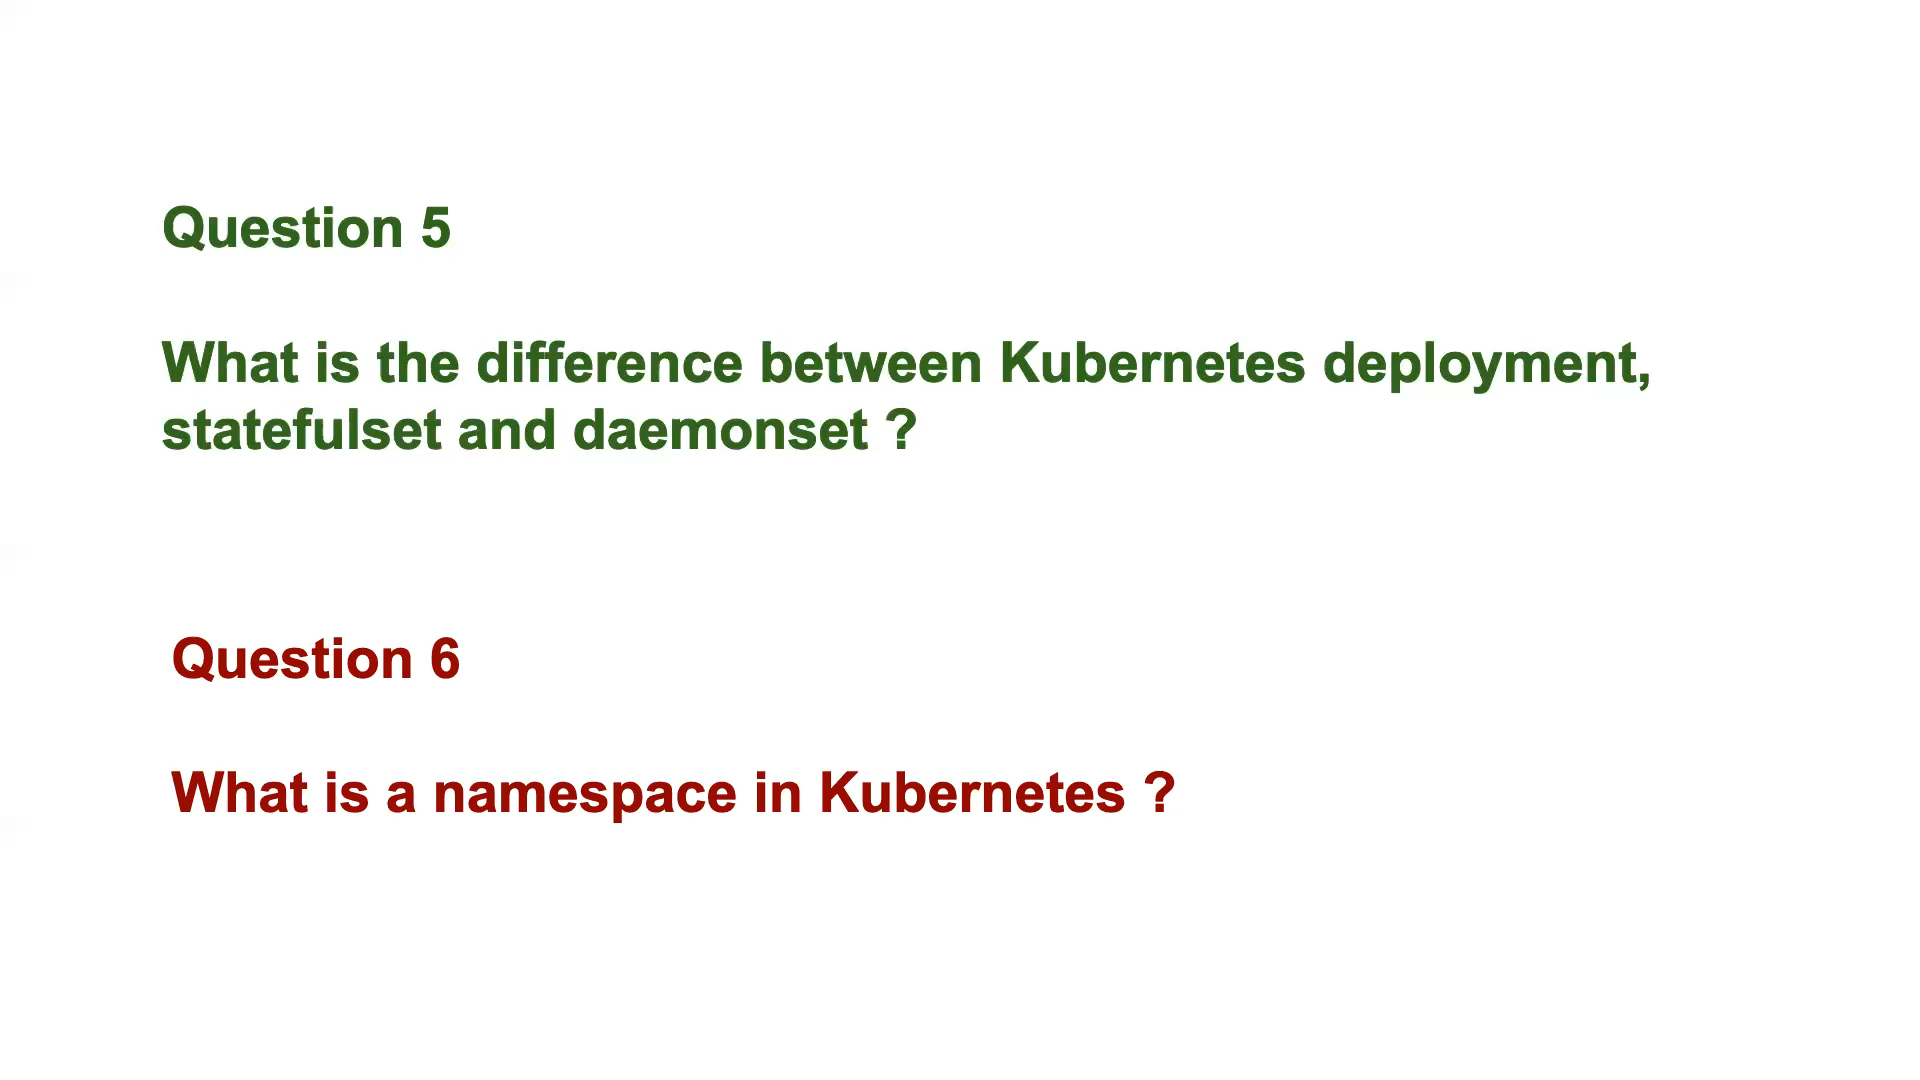 Question 5
What is the difference between Kubernetes deployment,
statefulset and daemonset ?
Question 6
What is a namespace in Kubernetes ?